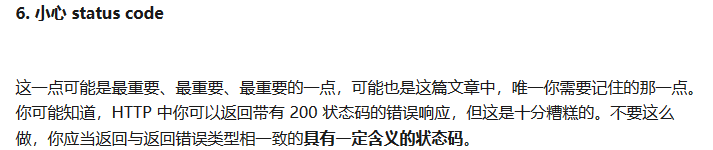 6. 小心 status code
这一点可能是最重要、最重要、最重要的一点，可能也是这篇文章中，唯一你需要记住的那一点。
你可能知道，HTTP 中你可以返回带有 200 状态码的错误响应，但这是十分糟糕的。不要这么
做，你应当返回与返回错误类型相一致的具有一定含义的状态码。